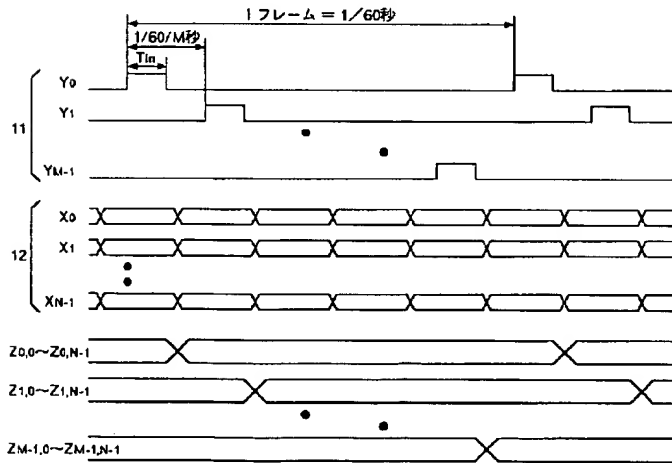 1フレーム = 1/60秒
1/60/M秒
Tin
Y0
Y1
11
YM-1
X0
X1
12
XN-1
Z0,0〜Z0,N-1
Z1,0〜Z1,N-1
ZM-1,0〜ZM-1,N-1